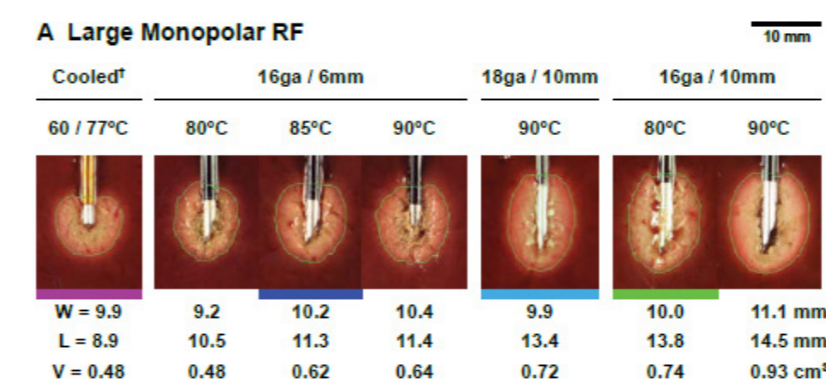 A Large Monopolar RF
10 mm
Cooled† 16ga / 6mm 18ga / 10mm 16ga / 10mm
60 / 77ºC 80ºC 85ºC 90ºC 90ºC 80ºC 90ºC
W = 9.9 9.2 10.2 10.4 9.9 10.0 11.1 mm
L = 8.9 10.5 11.3 11.4 13.4 13.8 14.5 mm
V = 0.48 0.48 0.62 0.64 0.72 0.74 0.93 cm³